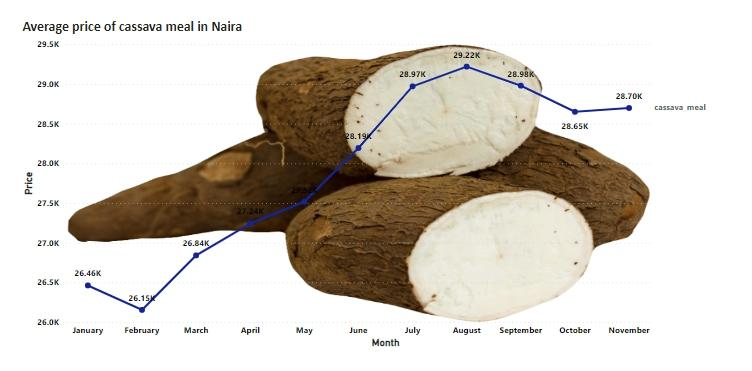 Average price of cassava meal in Naira
29.5K
29.0K
28.5K
28.0K
27.5K
27.0K
26.5K
26.0K
Price
26.46K
26.15K
26.84K
27.24K
28.19K
28.97K
29.22K
28.98K
28.65K
28.70K
cassava meal
January February March April May June July August September October November
Month